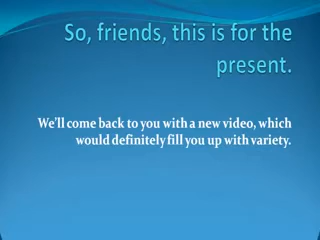 So, friends, this is for the
present.
We'll come back to you with a new video, which
would definitely fill you up with variety.